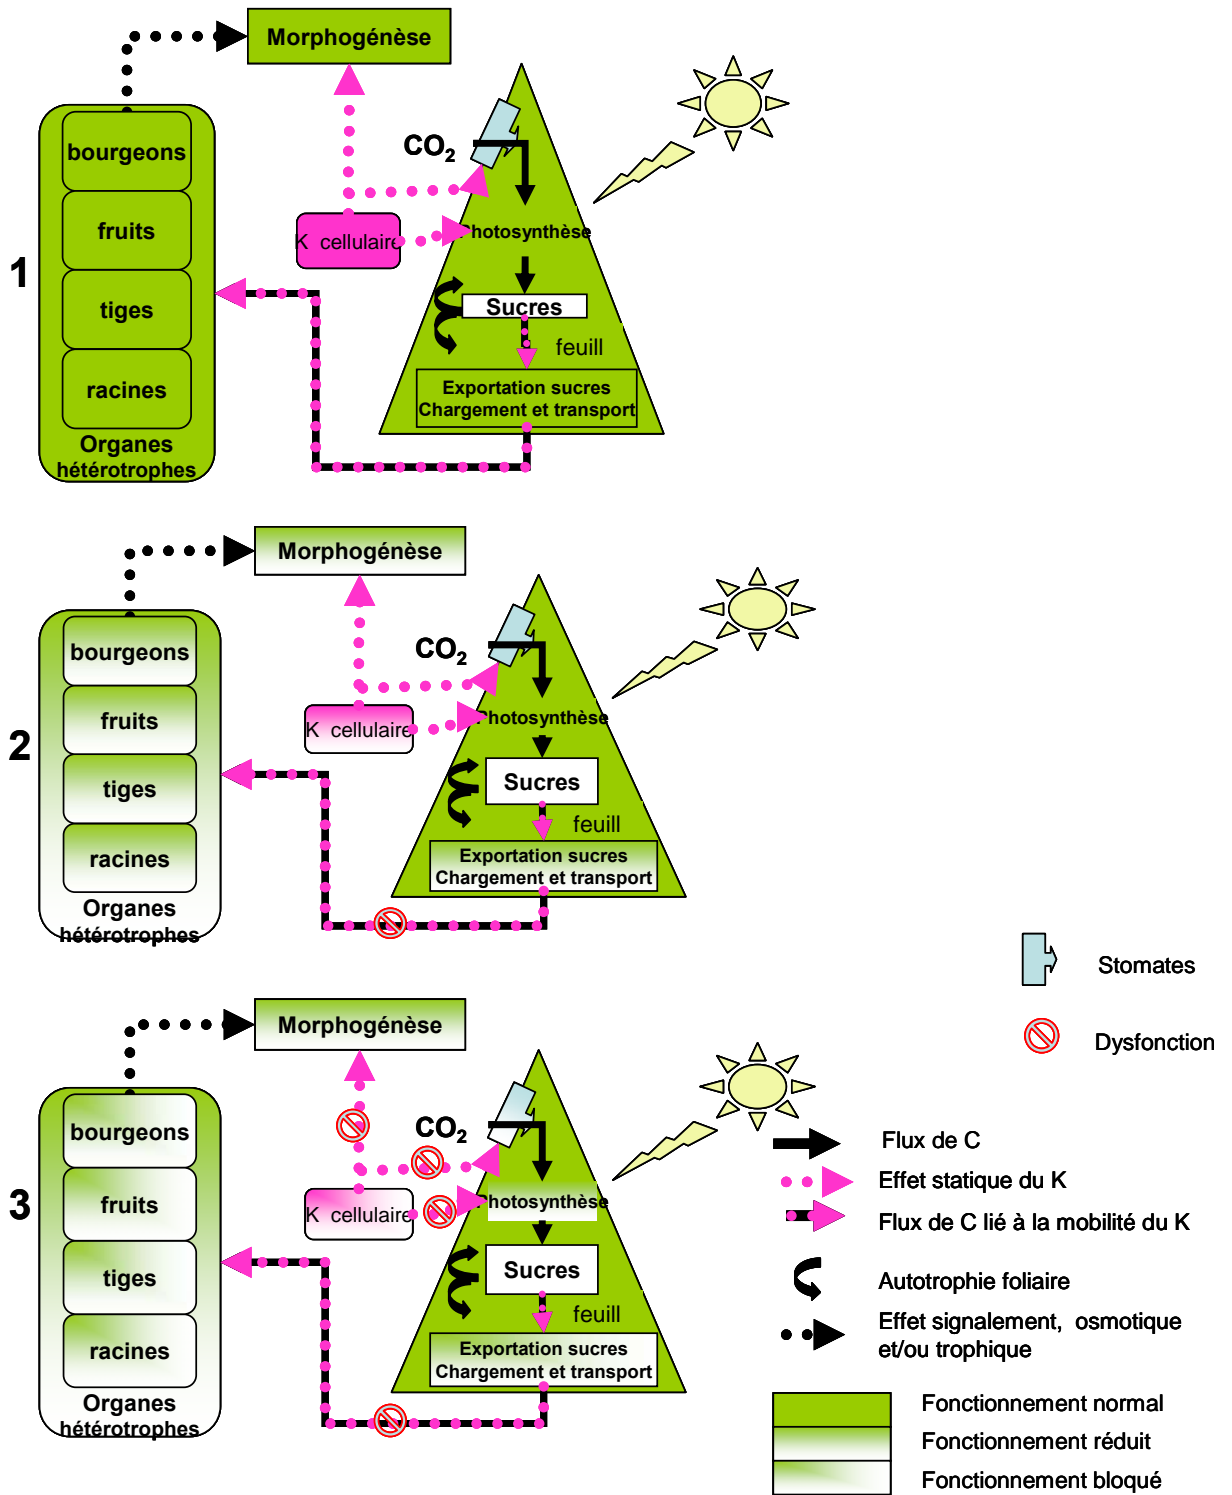 1
Morphogénèse
bourgeons
fruits
tiges
racines
Organes
hétérotrophes
CO2
K cellulaire
Photosynthèse
Sucres
feuill
Exportation sucres
Chargement et transport
2
Morphogénèse
bourgeons
fruits
tiges
racines
Organes
hétérotrophes
CO2
K cellulaire
Photosynthèse
Sucres
feuill
Exportation sucres
Chargement et transport
3
Morphogénèse
bourgeons
fruits
tiges
racines
Organes
hétérotrophes
CO2
K cellulaire
Photosynthèse
Sucres
feuill
Exportation sucres
Chargement et transport
Stomates
Dysfonction
Flux de C
Effet statique du K
Flux de C lié à la mobilité du K
Autotrophie foliaire
Effet signalement, osmotique
et/ou trophique
Fonctionnement normal
Fonctionnement réduit
Fonctionnement bloqué